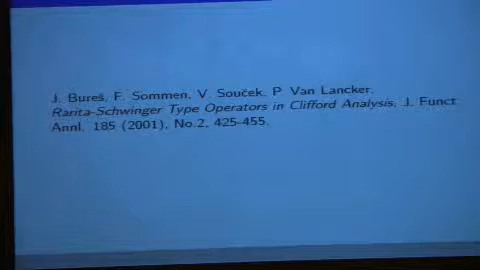 J. Bureš, F. Sommen, V. Souček, P. Van Lancker,
Rarita-Schwinger Type Operators in Clifford Analysis, J. Funct.
Annl. 185 (2001), No.2, 425-455.